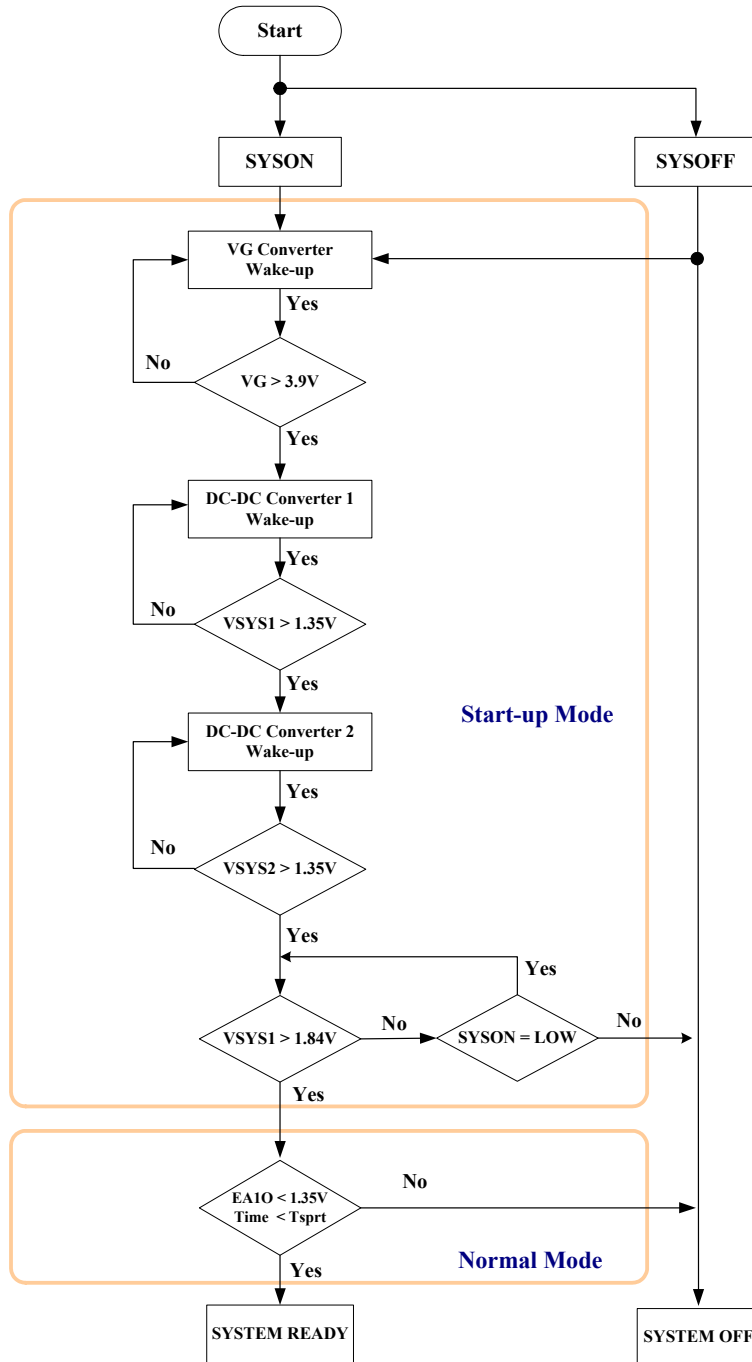 Start
SYSON
SYSOFF
VG Converter
Wake-up
Yes
No
VG > 3.9V
Yes
DC-DC Converter 1
Wake-up
Yes
No
VSYS1 > 1.35V
Yes
Start-up Mode
DC-DC Converter 2
Wake-up
Yes
No
VSYS2 > 1.35V
Yes
Yes
VSYS1 > 1.84V
No
SYSON = LOW
No
Yes
EA1O < 1.35V
Time < Tsprt
No
Yes
Normal Mode
SYSTEM READY
SYSTEM OFF